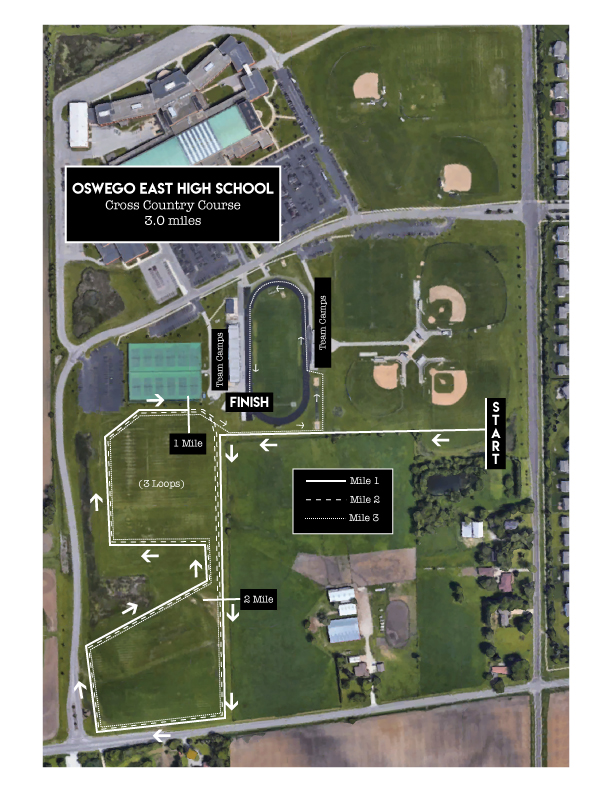 OSWEGO EAST HIGH SCHOOL
Cross Country Course
3.0 miles
Team Camps
Team Camps
FINISH
START
1 Mile
(3 Loops)
Mile 1
Mile 2
Mile 3
2 Mile